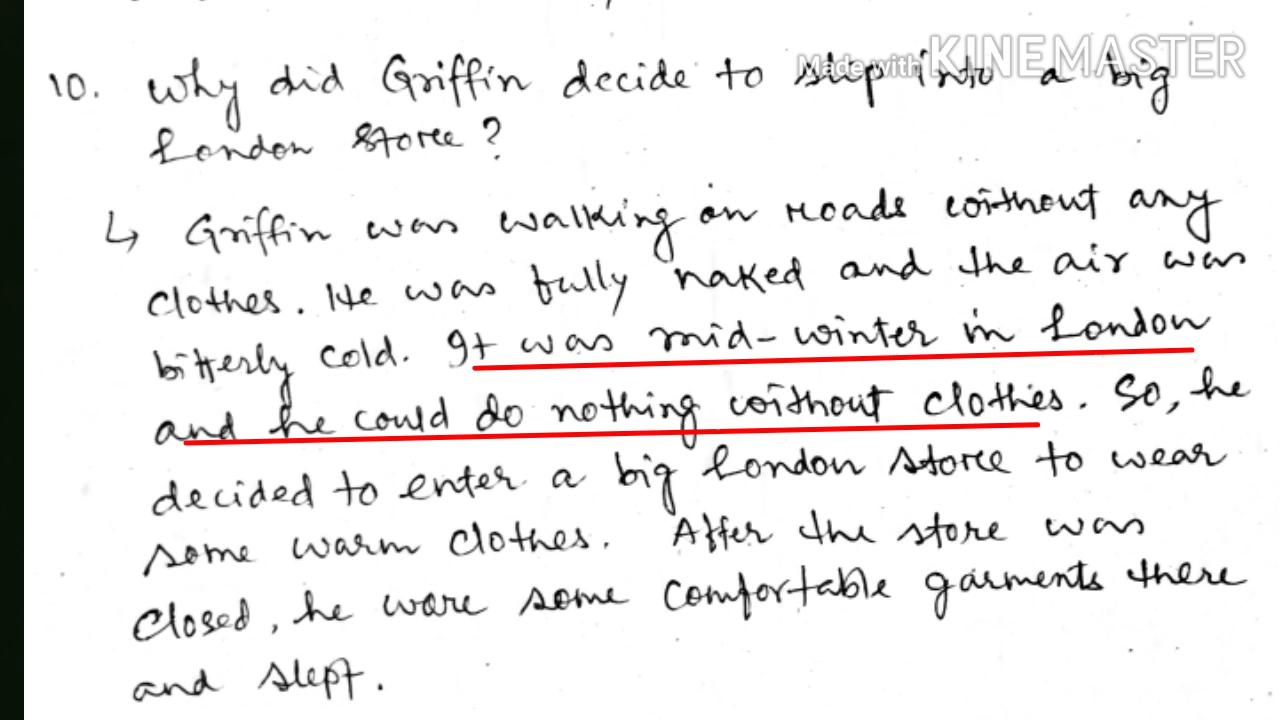 Made with KINEMASTER
10. Why did Griffin decide to step into a big
London store?
↳ Griffin was walking on roads without any
clothes. He was fully naked and the air was
bitterly cold. It was mid-winter in London
and he could do nothing without clothes. So, he
decided to enter a big London store to wear
some warm clothes. After the store was
closed, he wore some comfortable garments there
and slept.